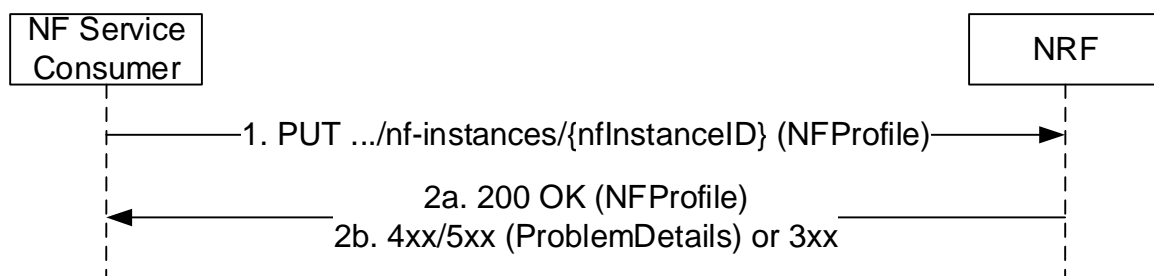 NF Service
Consumer
NRF
1. PUT .../nf-instances/{nfInstanceID} (NFProfile)
2a. 200 OK (NFProfile)
2b. 4xx/5xx (ProblemDetails) or 3xx